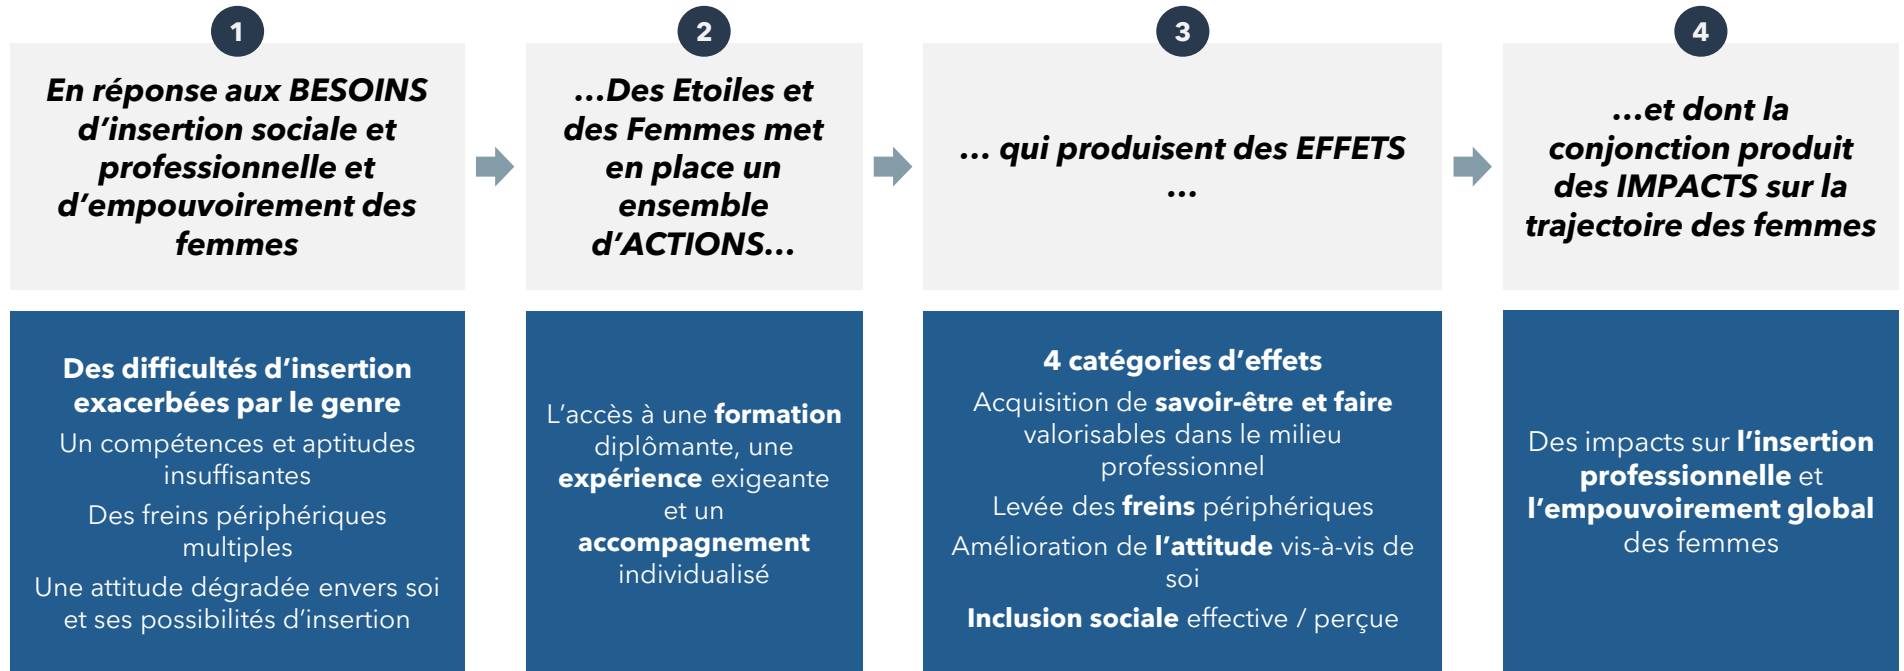 1
En réponse aux BESOINS
d’insertion sociale et
professionnelle et
d’empouvoirement des
femmes
Des difficultés d’insertion
exacerbées par le genre
Un compétences et aptitudes
insuffisantes
Des freins périphériques
multiples
Une attitude dégradée envers soi
et ses possibilités d’insertion
2
…Des Etoiles et
des Femmes met
en place un
ensemble
d’ACTIONS…
L’accès à une formation
diplômante, une
expérience exigeante
et un
accompagnement
individualisé
3
… qui produisent des EFFETS
…
4 catégories d’effets
Acquisition de savoir-être et faire
valorisables dans le milieu
professionnel
Levée des freins périphériques
Amélioration de l’attitude vis-à-vis de
soi
Inclusion sociale effective / perçue
4
…et dont la
conjonction produit
des IMPACTS sur la
trajectoire des femmes
Des impacts sur l’insertion
professionnelle et
l’empouvoirement global
des femmes